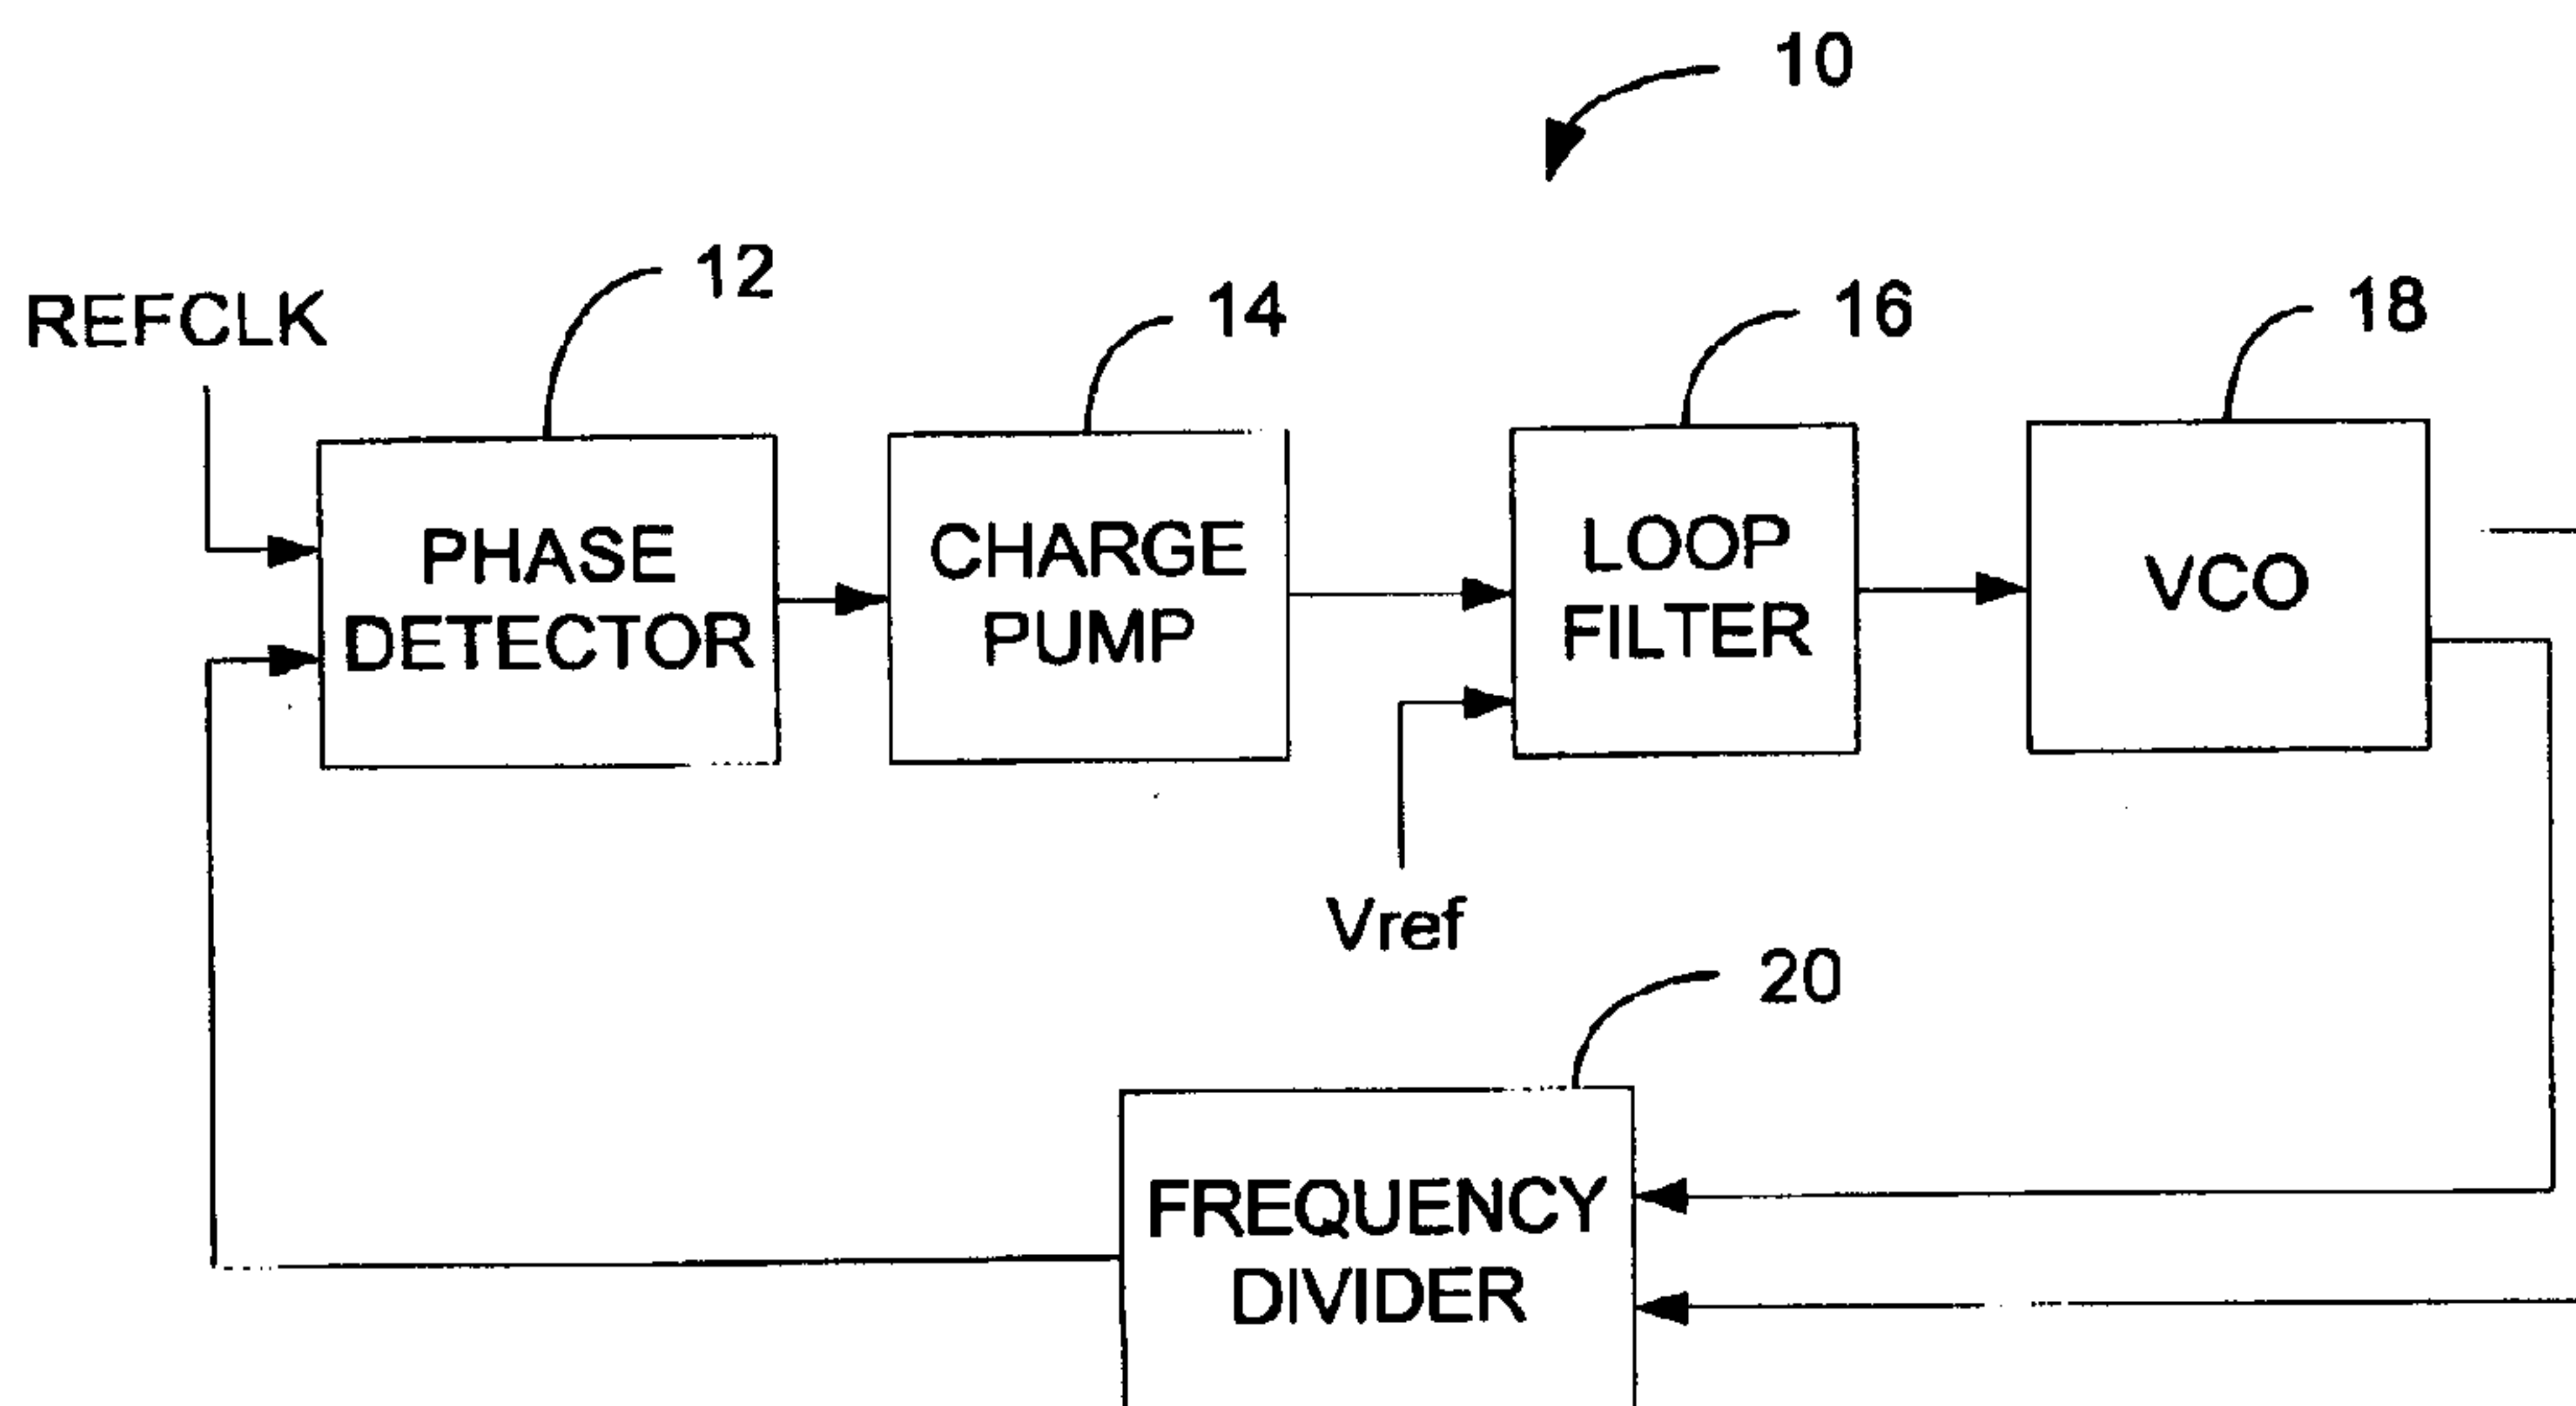 10
12
14
16
18
REFCLK
PHASE
DETECTOR
CHARGE
PUMP
LOOP
FILTER
VCO
Vref
20
FREQUENCY
DIVIDER